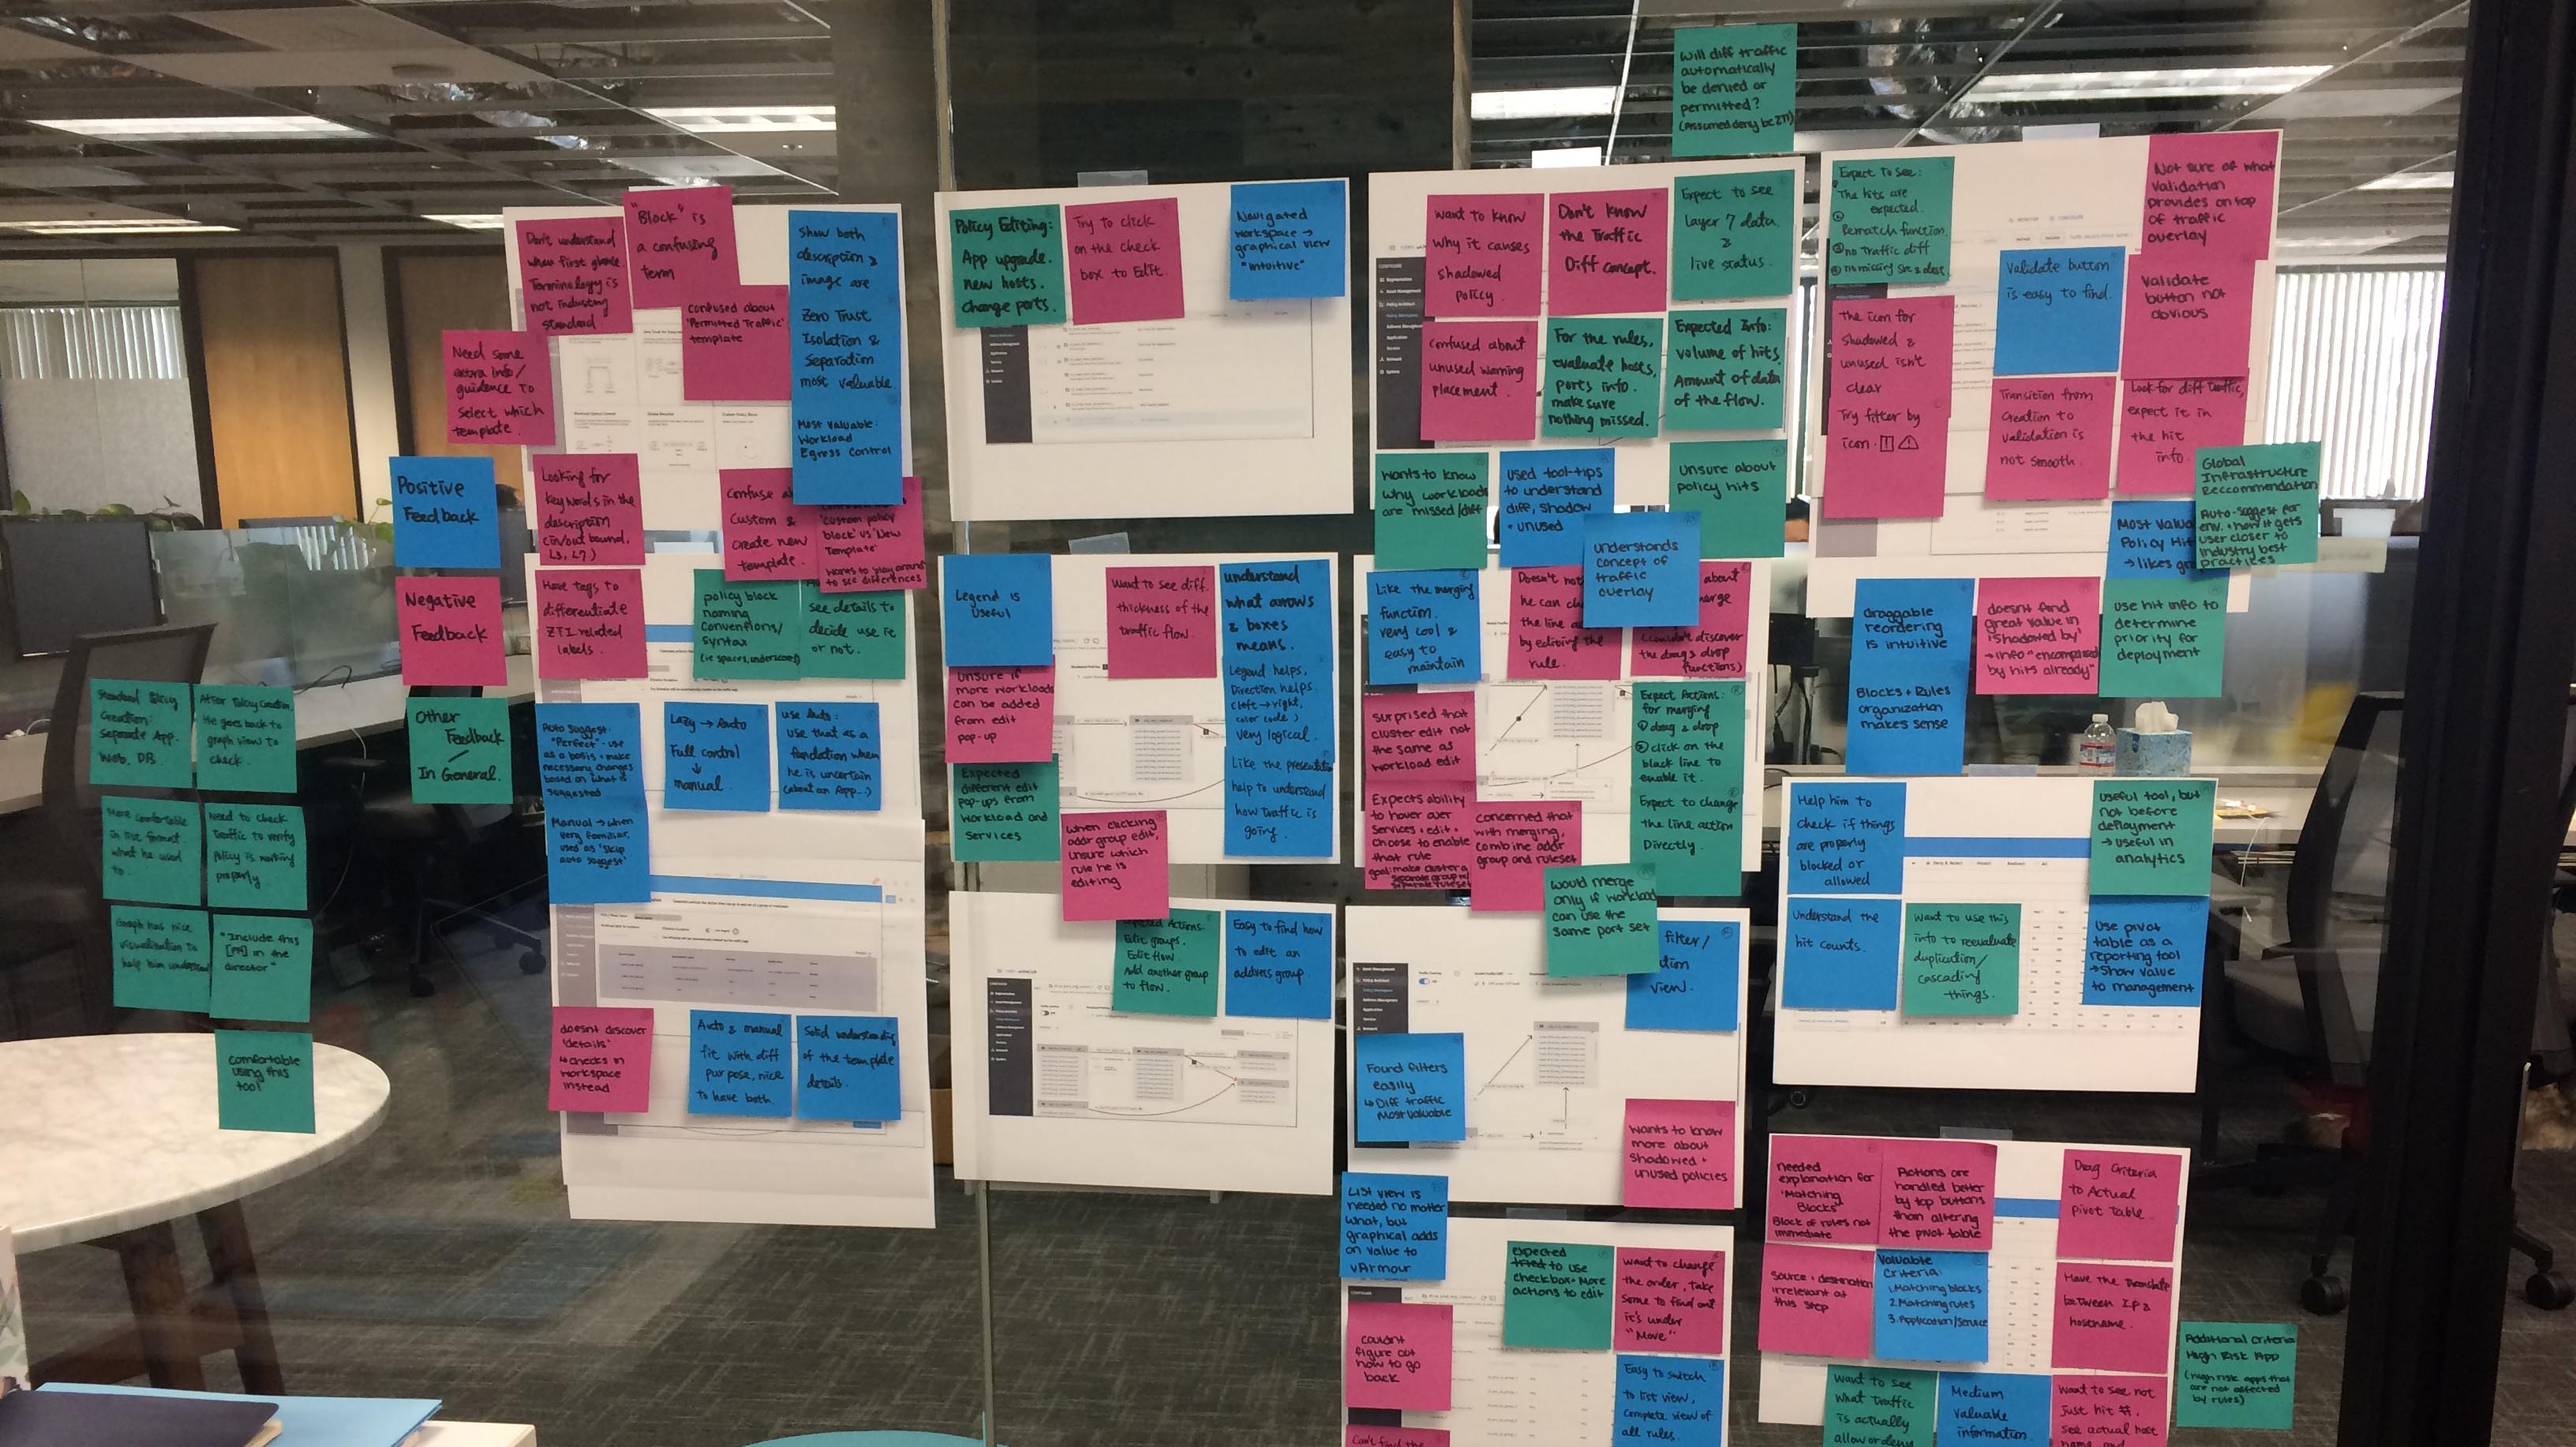 Will diff traffic
automatically
be denied or
permitted?
(Assumed deny bc ZTI)
Don't understand
when first glance.
Terminology is
not industry
standard.
"Block" is
a confusing
term
confused about
'Permitted Traffic'
template
Show both
description &
image are
Zero Trust
Isolation &
Separation
most valuable
Most valuable:
Workload
Egress Control
Need some
extra info/
guidance to
select which
template.
Positive
Feedback
Negative
Feedback
Other
Feedback
/
In General.
Looking for
keywords in the
description
(in/out bound,
L3, L7)
Confuse
Custom &
create new
template.
'custom policy
block' vs 'New
Template'
wants to play around
to see differences
Have tags to
differentiate
ZTI related
labels.
policy block
naming
conventions/
syntax
(ie spaces, underscores)
see details to
decide use it
or not.
Auto suggest:
"Perfect" - use
as a basis + make
necessary changes
based on what is
suggested
Lazy → Auto
Full control
↓
manual.
use Auto:
use that as a
foundation when
he is uncertain
(about an App...)
Manual → when
very familiar,
used as 'skip
auto suggest'
doesn't discover
'details'
↳ checks in
workspace
instead
Auto & manual
fit with diff
purpose, nice
to have both.
Solid understanding
of the template
details.
Standard Policy
Creation:
Separate App.
Web. DB.
After Policy Creation.
He goes back to
graph view to
check.
More comfortable
in list format
what he used
to.
Need to check
traffic to verify
Policy is working
properly.
Graph has nice
visualization to
help him understand
"Include this
[PA] in the
director"
Comfortable
using this
tool
Policy Editing:
App upgrade.
new hosts.
Change ports.
Try to click
on the check
box to Edit.
Navigated
workspace →
graphical view
"intuitive"
Legend is
Useful
Want to see diff.
thickness of the
traffic flow.
understand
what arrows
& boxes
means.
Legend helps,
Direction helps.
(left → right,
color code)
Very logical.
Like the presentation
help to understand
how traffic is
going.
Unsure if
more workloads
can be added
from edit
pop-up
Expected
different edit
pop-ups from
workload and
services
When clicking
addr group edit,
unsure which
rule he is
editing
Actions:
Edit groups.
Edit flow.
Add another group
to flow.
Easy to find how
to edit an
address group.
Want to know
why it causes
shadowed
policy.
Don't know
the Traffic
Diff concept.
Expect to see
Layer 7 data
&
live status.
Confused about
unused warning
placement.
For the rules,
evaluate hosts,
ports info.
make sure
nothing missed.
Expected Info:
volume of hits.
Amount of data
of the flow.
Wants to know
why workloads
are missed/diff
Used tool-tips
to understand
diff, shadow
+ unused
Unsure about
policy hits
understands
concept of
traffic
overlay
Like the merging
function.
very cool &
easy to
maintain
Doesn't
he can
the line
by editing the
rule.
about
merge
(couldn't discover
the drag & drop
functions)
Surprised that
cluster edit not
the same as
workload edit
Expect Actions:
for merging
① drag & drop
② click on the
black line to
enable it.
Expects ability
to hover over
services + edit +
choose to enable
that rule
goal: make cluster a
separate group w/
separate ruleset
concerned that
with merging,
combine addr
group and ruleset
Expect to change
the line action
Directly.
would merge
only if workload
can use the
same port set
filter/
view.
Found filters
easily
↳ Diff traffic
Most valuable
Wants to know
more about
shadowed +
unused policies
List view is
needed no matter
what, but
graphical adds
on value to
vArmour
expected
to use
checkbox + more
actions to edit
want to change
the order, take
some to find out
it's under
"Move"
couldn't
figure out
how to go
back
Easy to switch
to list view,
complete view of
all rules.
Can't find the
Expect To see:
① The hits are
expected.
② Rematch function.
③ no traffic diff
④ no missing src & dest.
Not sure of what
validation
provides on top
of traffic
overlay
Validate button
is easy to find.
Validate
button not
obvious
The icon for
Shadowed &
unused isn't
clear
Try filter by
icon.
Transition from
creation to
validation is
not smooth.
Look for diff traffic,
expect it in
the hit
info.
Global
Infrastructure
Reccommendation
Auto-suggest for
env. + how it gets
user closer to
industry best
practices
Most
Policy
→ likes
draggable
reordering
is intuitive
Blocks + Rules
organization
makes sense
doesn't find
great value in
'shadowed by'
→ info "encompassed
by hits already"
use hit info to
determine
priority for
deployment
Help him to
check if things
are properly
blocked or
allowed
Useful tool, but
not before
deployment
→ useful in
analytics
Understand the
hit counts.
Want to use this
info to reevaluate
duplication/
cascading
things.
Use pivot
table as a
reporting tool
→ Show value
to management
needed
explanation for
'Matching
Blocks'
Block of rules not
immediate
Actions are
handled better
by top buttons
than altering
the pivot table
Drag Criteria
to Actual
pivot table.
Source + destination
irrelevant at
this step
Valuable
Criteria:
1. Matching blocks
2. Matching rules
3. Application/Service
Have the translate
between IP &
hostname.
Additional criteria
High Risk App
(high risk apps that
are not affected
by rules)
Want to see
what traffic
is actually
allow or deny
Medium
valuable
information.
Want to see not
just hit #.
see actual host